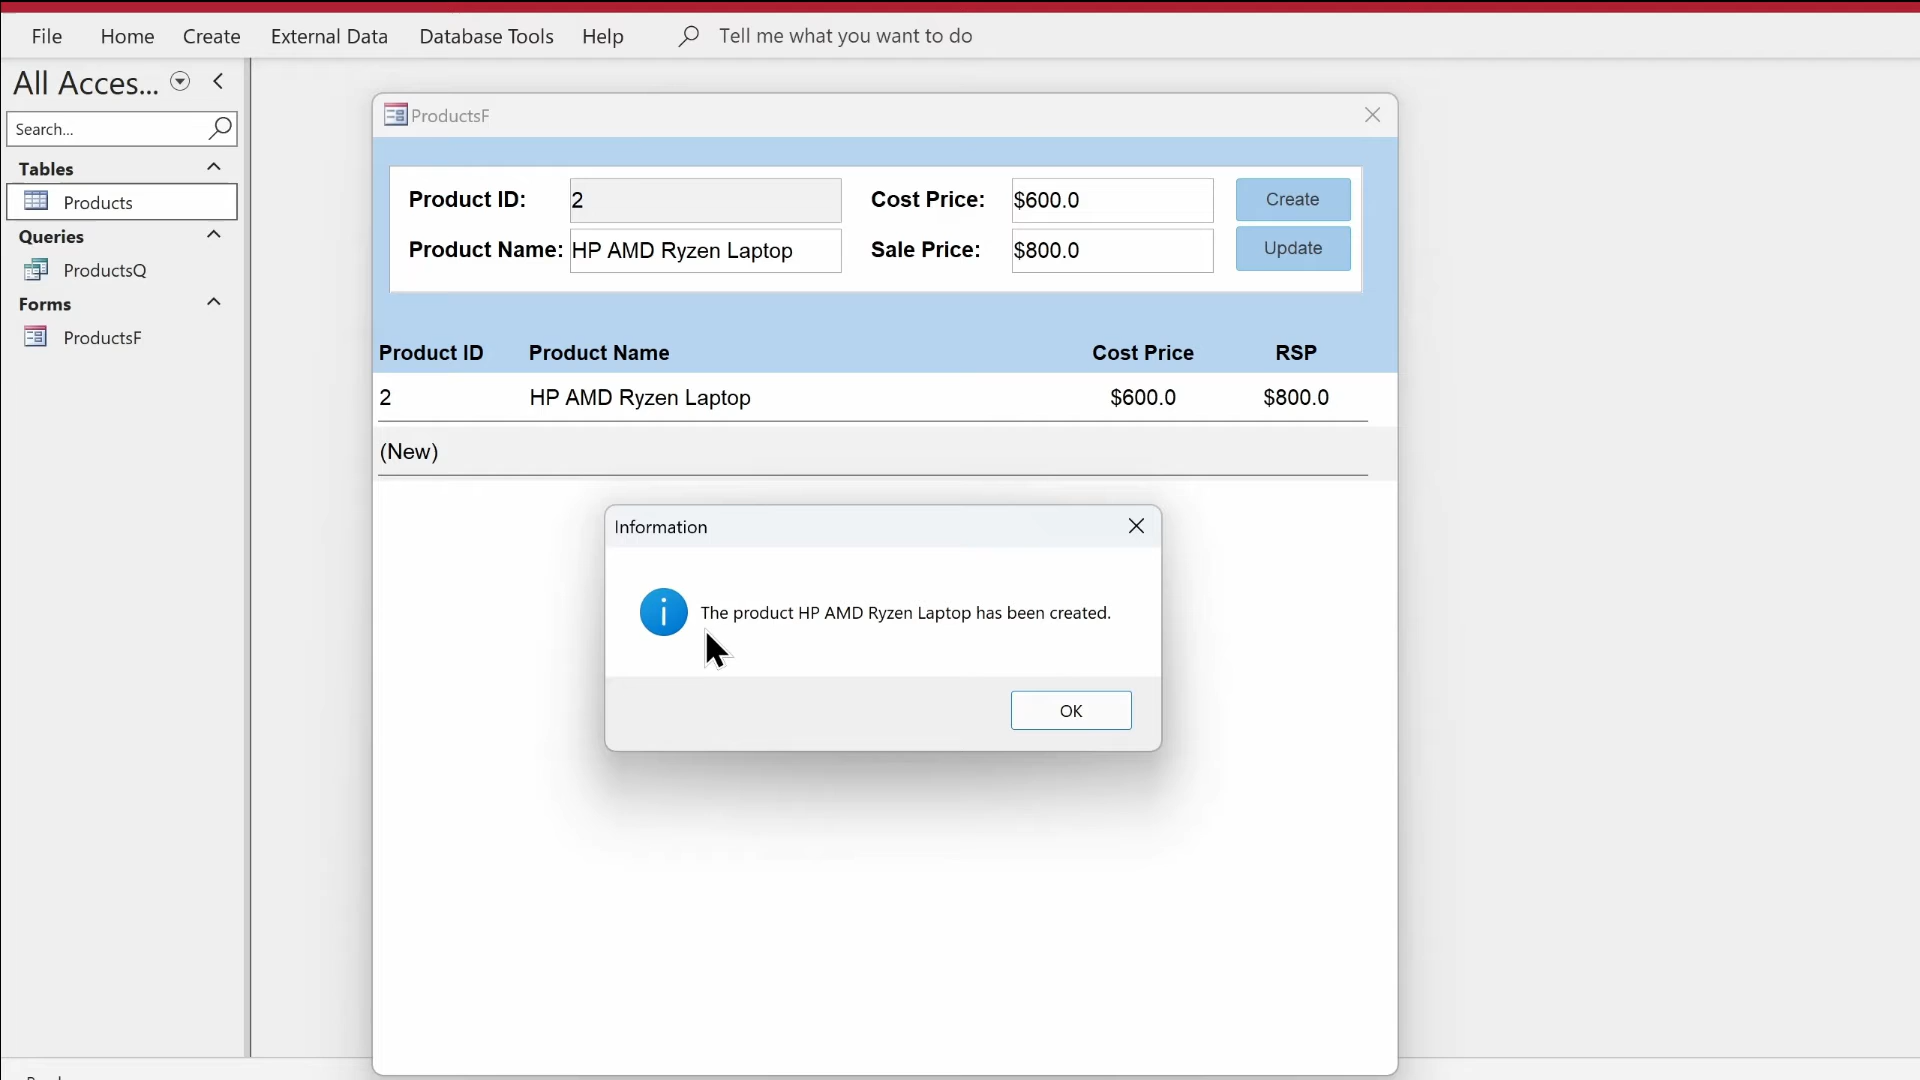 File Home Create External Data Database Tools Help Tell me what you want to do
All Acces...
Search...
Tables
Products
Queries
ProductsQ
Forms
ProductsF
ProductsF
Product ID: 2 Cost Price: $600.0 Create
Product Name: HP AMD Ryzen Laptop Sale Price: $800.0 Update
Product ID Product Name Cost Price RSP
2 HP AMD Ryzen Laptop $600.0 $800.0
(New)
Information
The product HP AMD Ryzen Laptop has been created.
OK